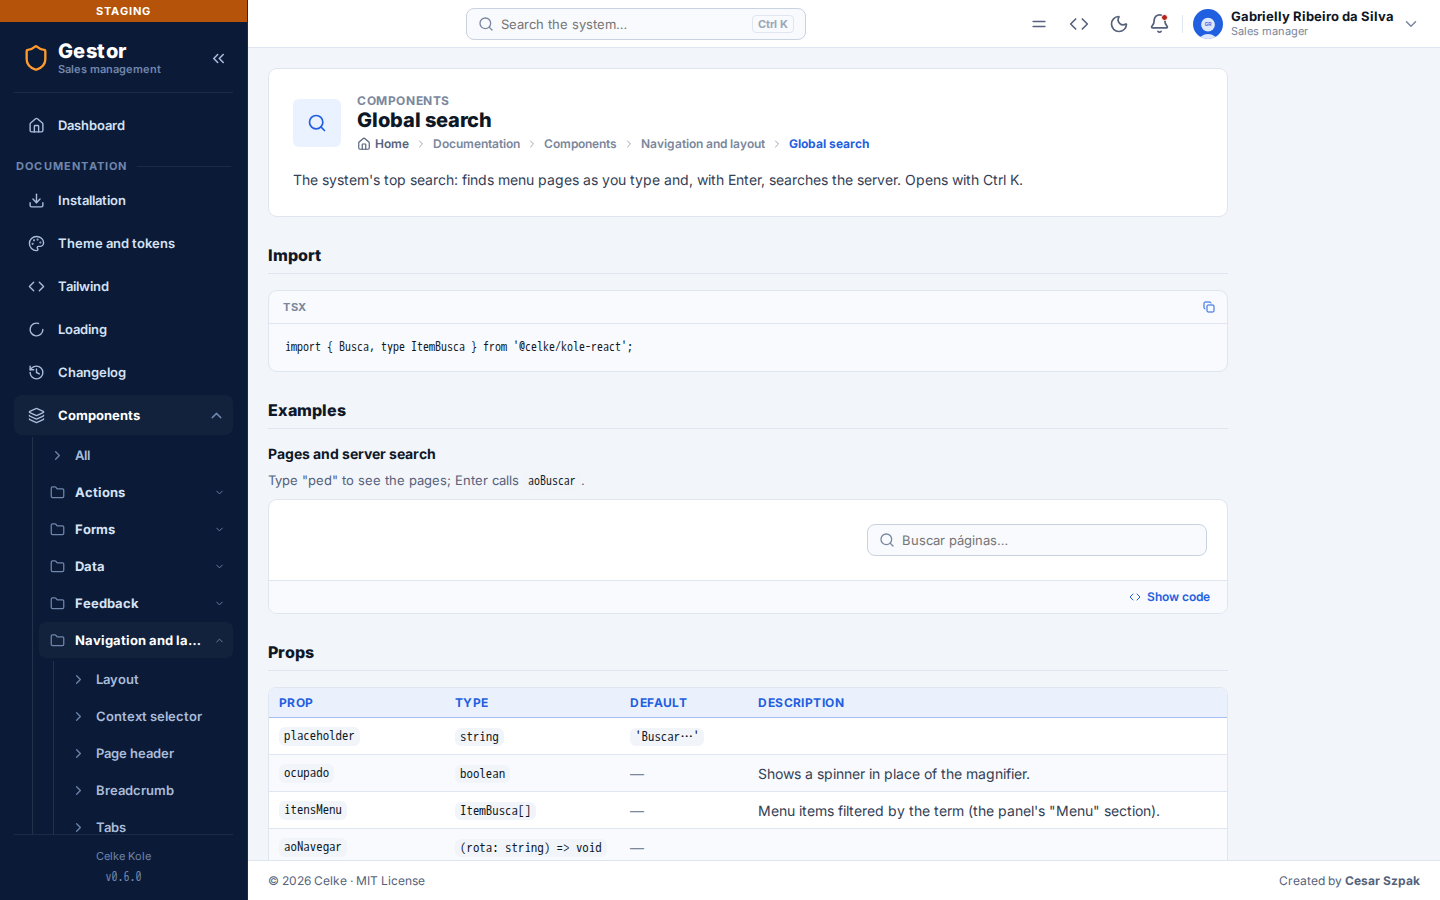 STAGING
Gestor
Sales management
Dashboard
DOCUMENTATION
Installation
Theme and tokens
Tailwind
Loading
Changelog
Components
All
Actions
Forms
Data
Feedback
Navigation and la...
Layout
Context selector
Page header
Breadcrumb
Tabs
Celke Kole
v0.6.0
Search the system...
Ctrl K
GR
Gabrielly Ribeiro da Silva
Sales manager
COMPONENTS
Global search
Home
Documentation
Components
Navigation and layout
Global search
The system's top search: finds menu pages as you type and, with Enter, searches the server. Opens with Ctrl K.
Import
TSX
import { Busca, type ItemBusca } from '@celke/kole-react';
Examples
Pages and server search
Type "ped" to see the pages; Enter calls aoBuscar .
Buscar páginas...
Show code
Props
PROP TYPE DEFAULT DESCRIPTION
placeholder string 'Buscar…'
ocupado boolean — Shows a spinner in place of the magnifier.
itensMenu ItemBusca[] — Menu items filtered by the term (the panel's "Menu" section).
aoNavegar (rota: string) => void —
© 2026 Celke · MIT License
Created by Cesar Szpak